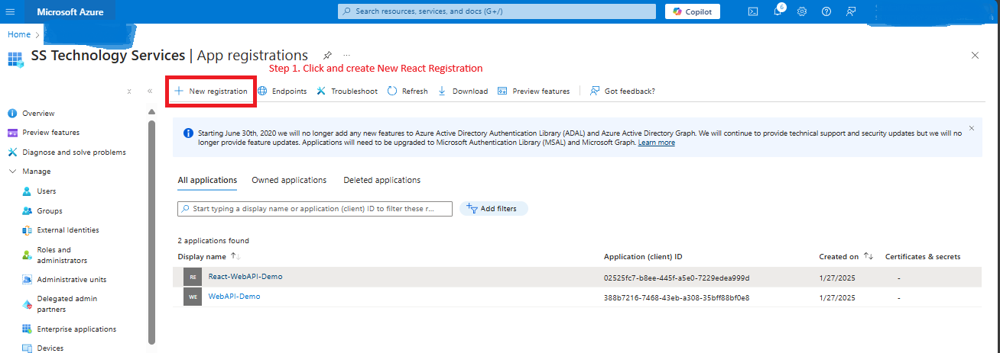 Microsoft Azure
Search resources, services, and docs (G+/)
Copilot
6
Home >
SS Technology Services | App registrations
Step 1. Click and create New React Registration
New registration
Endpoints
Troubleshoot
Refresh
Download
Preview features
Got feedback?
Overview
Preview features
Diagnose and solve problems
Manage
Users
Groups
External Identities
Roles and
administrators
Administrative units
Delegated admin
partners
Enterprise applications
Devices
Starting June 30th, 2020 we will no longer add any new features to Azure Active Directory Authentication Library (ADAL) and Azure Active Directory Graph. We will continue to provide technical support and security updates but we will no
longer provide feature updates. Applications will need to be upgraded to Microsoft Authentication Library (MSAL) and Microsoft Graph. Learn more
All applications
Owned applications
Deleted applications
Start typing a display name or application (client) ID to filter these r...
Add filters
2 applications found
Display name
Application (client) ID
Created on
Certificates & secrets
RE
React-WebAPI-Demo
02525fc7-b8ee-445f-a5e0-7229edea999d
1/27/2025
-
WE
WebAPI-Demo
388b7216-7468-43eb-a308-35bff88bf0e8
1/27/2025
-